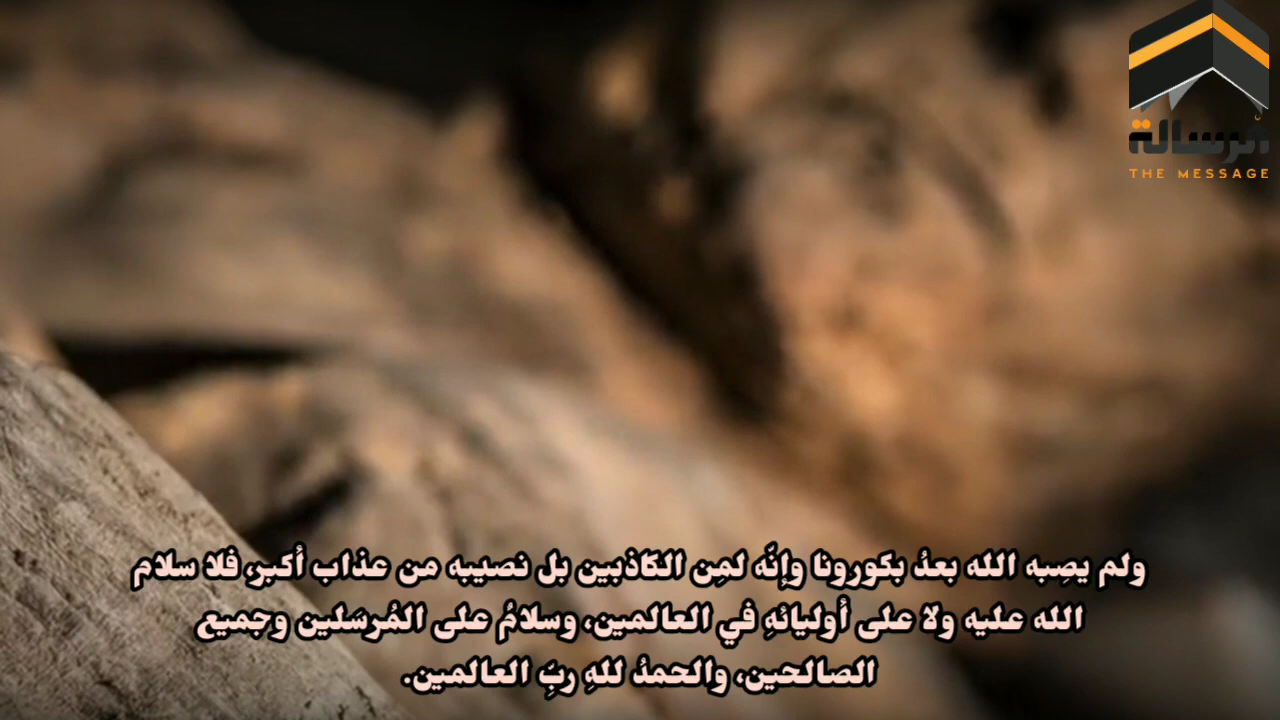 الرسالة
THE MESSAGE
ولم يصِبه الله بعدُ بكورونا وإنّه لمِن الكاذبين بل نصيبه من عذاب أكبر، فلا سلام
الله عليه ولا على أوليائهِ في العالمين، وسلامُ على المُرسَلين وجميع
الصالحين، والحمدُ للهِ ربِّ العالمين.